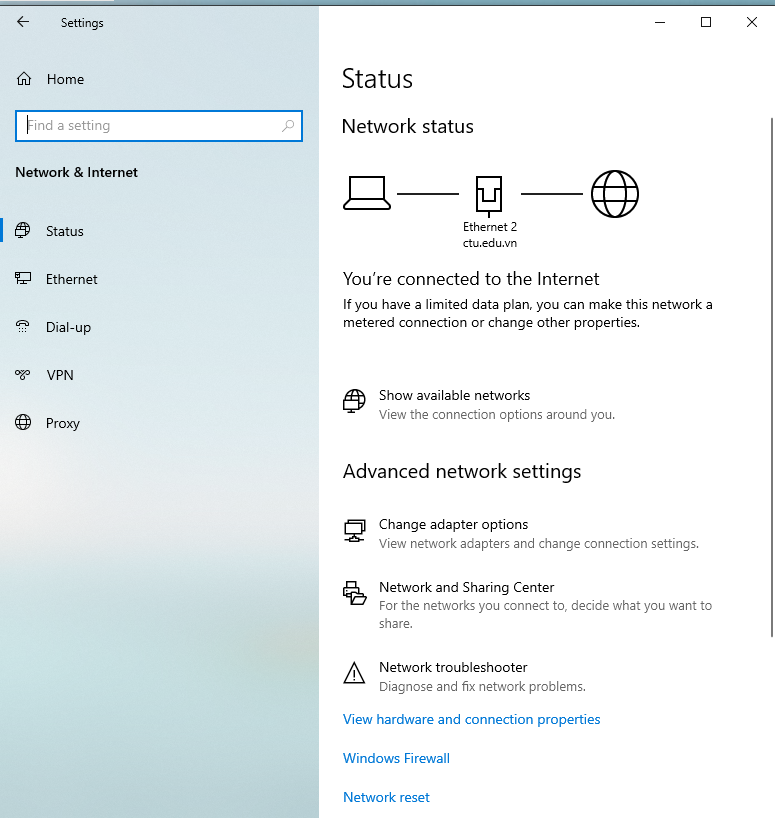 Settings
Home
Find a setting
Network & Internet
Status
Ethernet
Dial-up
VPN
Proxy
Status
Network status
Ethernet 2
ctu.edu.vn
You're connected to the Internet
If you have a limited data plan, you can make this network a
metered connection or change other properties.
Show available networks
View the connection options around you.
Advanced network settings
Change adapter options
View network adapters and change connection settings.
Network and Sharing Center
For the networks you connect to, decide what you want to
share.
Network troubleshooter
Diagnose and fix network problems.
View hardware and connection properties
Windows Firewall
Network reset